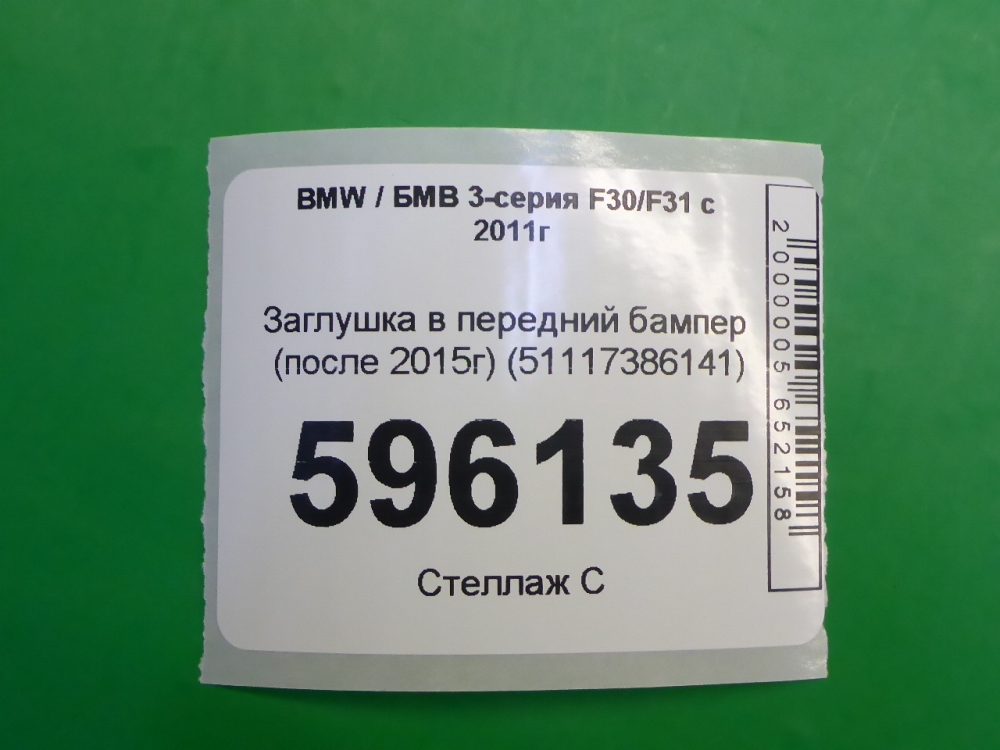 BMW / БМВ 3-серия F30/F31 с
2011г
Заглушка в передний бампер
(после 2015г) (51117386141)
596135
Стеллаж С
2000005652158